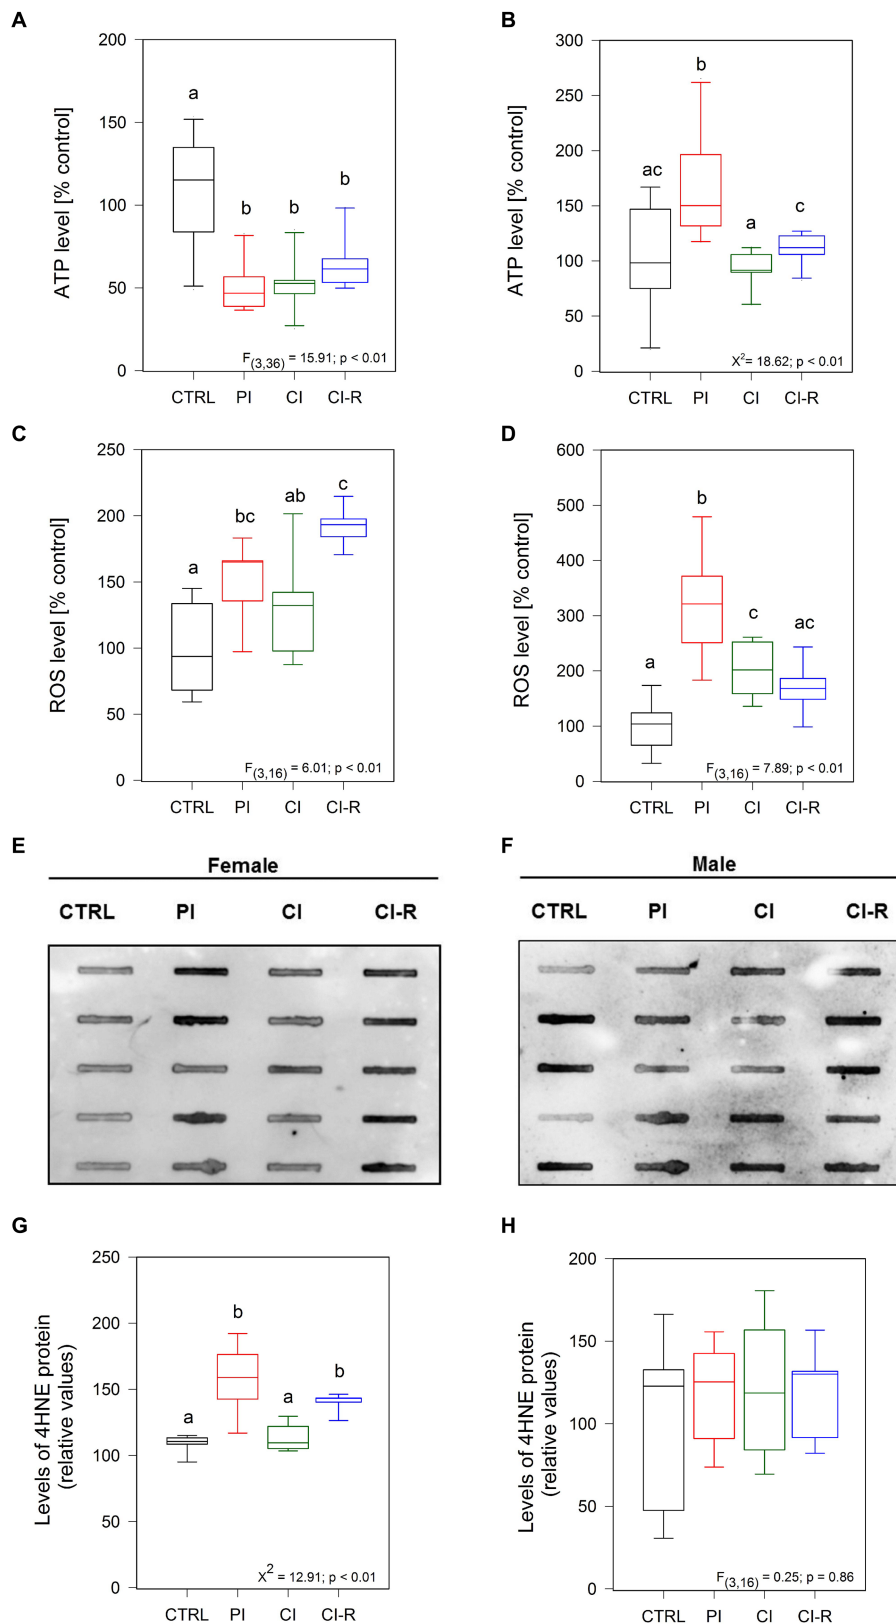 A
ATP level [% control]
200
150
100
50
0
a
b
b
b
F(3,36) = 15.91; p < 0.01
CTRL PI CI CI-R
B
ATP level [% control]
300
250
200
150
100
50
0
ac
b
a
c
X2= 18.62; p < 0.01
CTRL PI CI CI-R
C
ROS level [% control]
250
200
150
100
50
0
a
bc
ab
c
F(3,16) = 6.01; p < 0.01
CTRL PI CI CI-R
D
ROS level [% control]
600
500
400
300
200
100
0
a
b
c
ac
F(3,16) = 7.89; p < 0.01
CTRL PI CI CI-R
E
Female
CTRL PI CI CI-R
F
Male
CTRL PI CI CI-R
G
Levels of 4HNE protein
(relative values)
250
200
150
100
50
0
a
b
a
b
X2 = 12.91; p < 0.01
CTRL PI CI CI-R
H
Levels of 4HNE protein
(relative values)
200
150
100
50
0
F(3,16) = 0.25; p = 0.86
CTRL PI CI CI-R